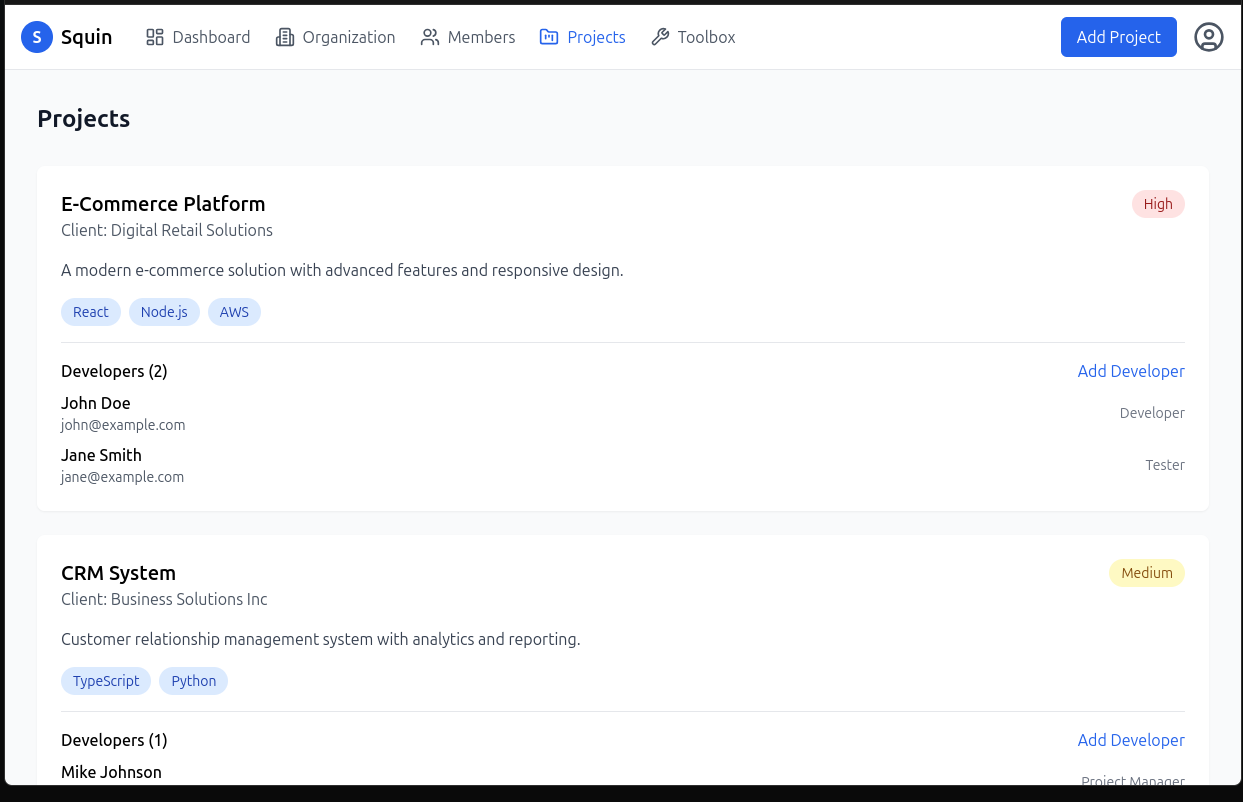 S Squin Dashboard Organization Members Projects Toolbox Add Project
Projects
E-Commerce Platform High
Client: Digital Retail Solutions
A modern e-commerce solution with advanced features and responsive design.
React Node.js AWS
Developers (2) Add Developer
John Doe
john@example.com Developer
Jane Smith
jane@example.com Tester
CRM System Medium
Client: Business Solutions Inc
Customer relationship management system with analytics and reporting.
TypeScript Python
Developers (1) Add Developer
Mike Johnson
Project Manager